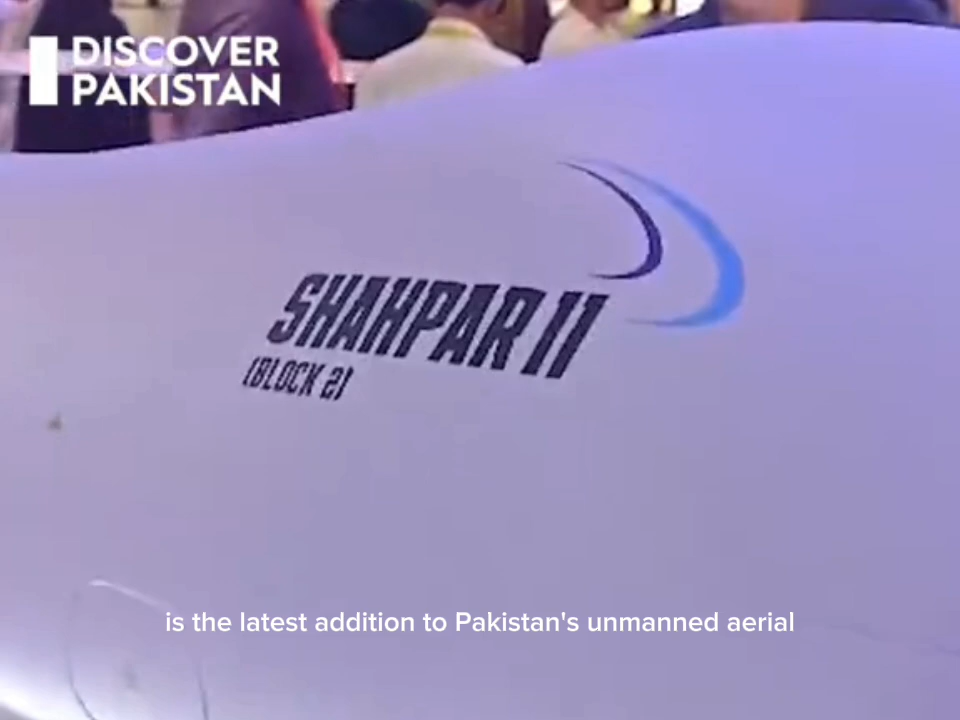 DISCOVER
PAKISTAN
SHAHPAR II
(BLOCK 2)
is the latest addition to Pakistan's unmanned aerial